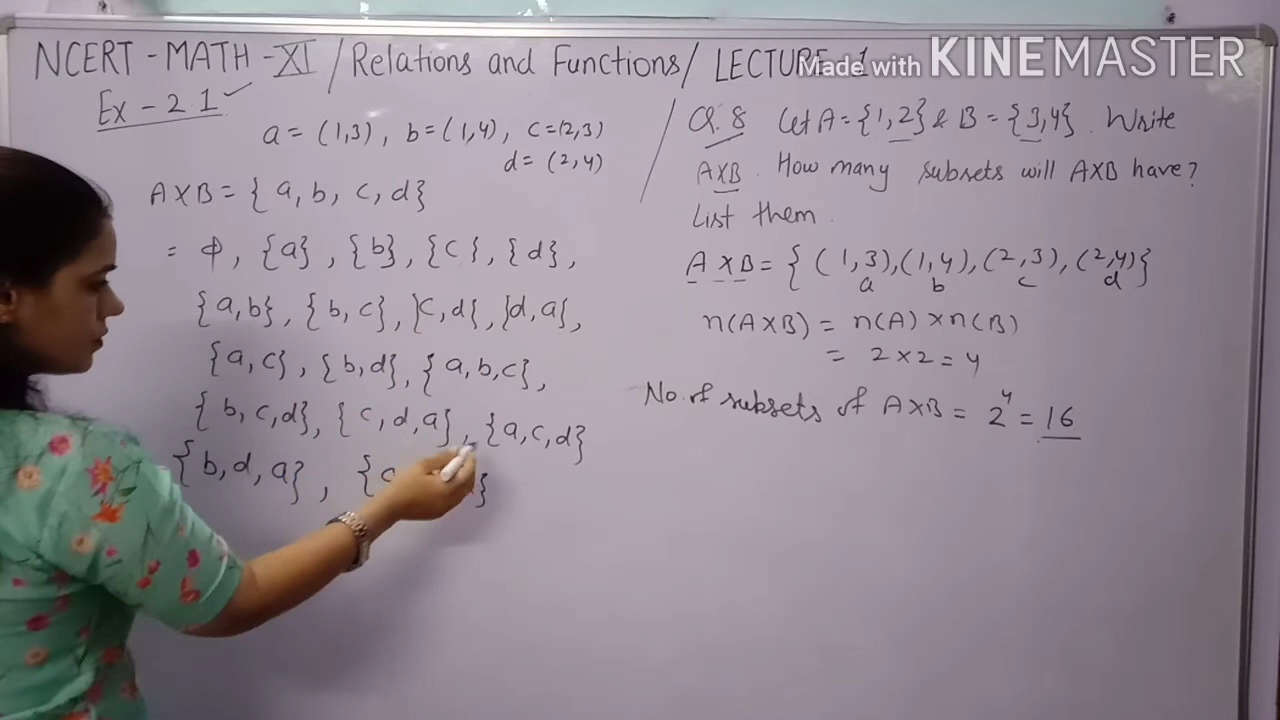 NCERT - MATH - XI / Relations and Functions / LECTURE - 1
Made with KINEMASTER
Ex - 2.1
a = (1,3), b = (1,4), c = (2,3)
d = (2,4)
A×B = { a, b, c, d}
= Φ, {a}, {b}, {c}, {d},
{a,b}, {b,c}, {c,d}, {d,a},
{a,c}, {b,d}, {a,b,c},
{b,c,d}, {c,d,a}, {a,c,d}
{b,d,a}, { }
Q.8 Let A = {1,2} & B = {3,4}. Write
A×B. How many subsets will A×B have?
List them.
A×B = { (1,3),(1,4),(2,3),(2,4)}
a b c d
n(A×B) = n(A) × n(B)
= 2×2 = 4
No. of subsets of A×B = 2⁴ = 16